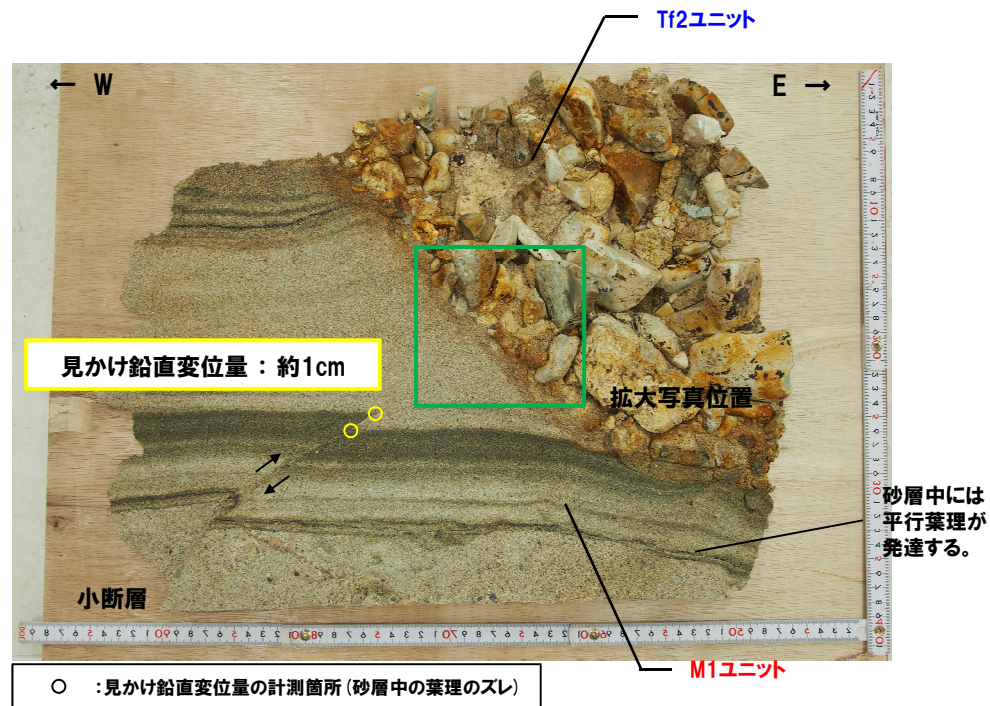 Tf2ユニット
← W
E →
見かけ鉛直変位量 : 約1cm
拡大写真位置
砂層中には
平行葉理が
発達する。
小断層
M1ユニット
○ :見かけ鉛直変位量の計測箇所(砂層中の葉理のズレ)